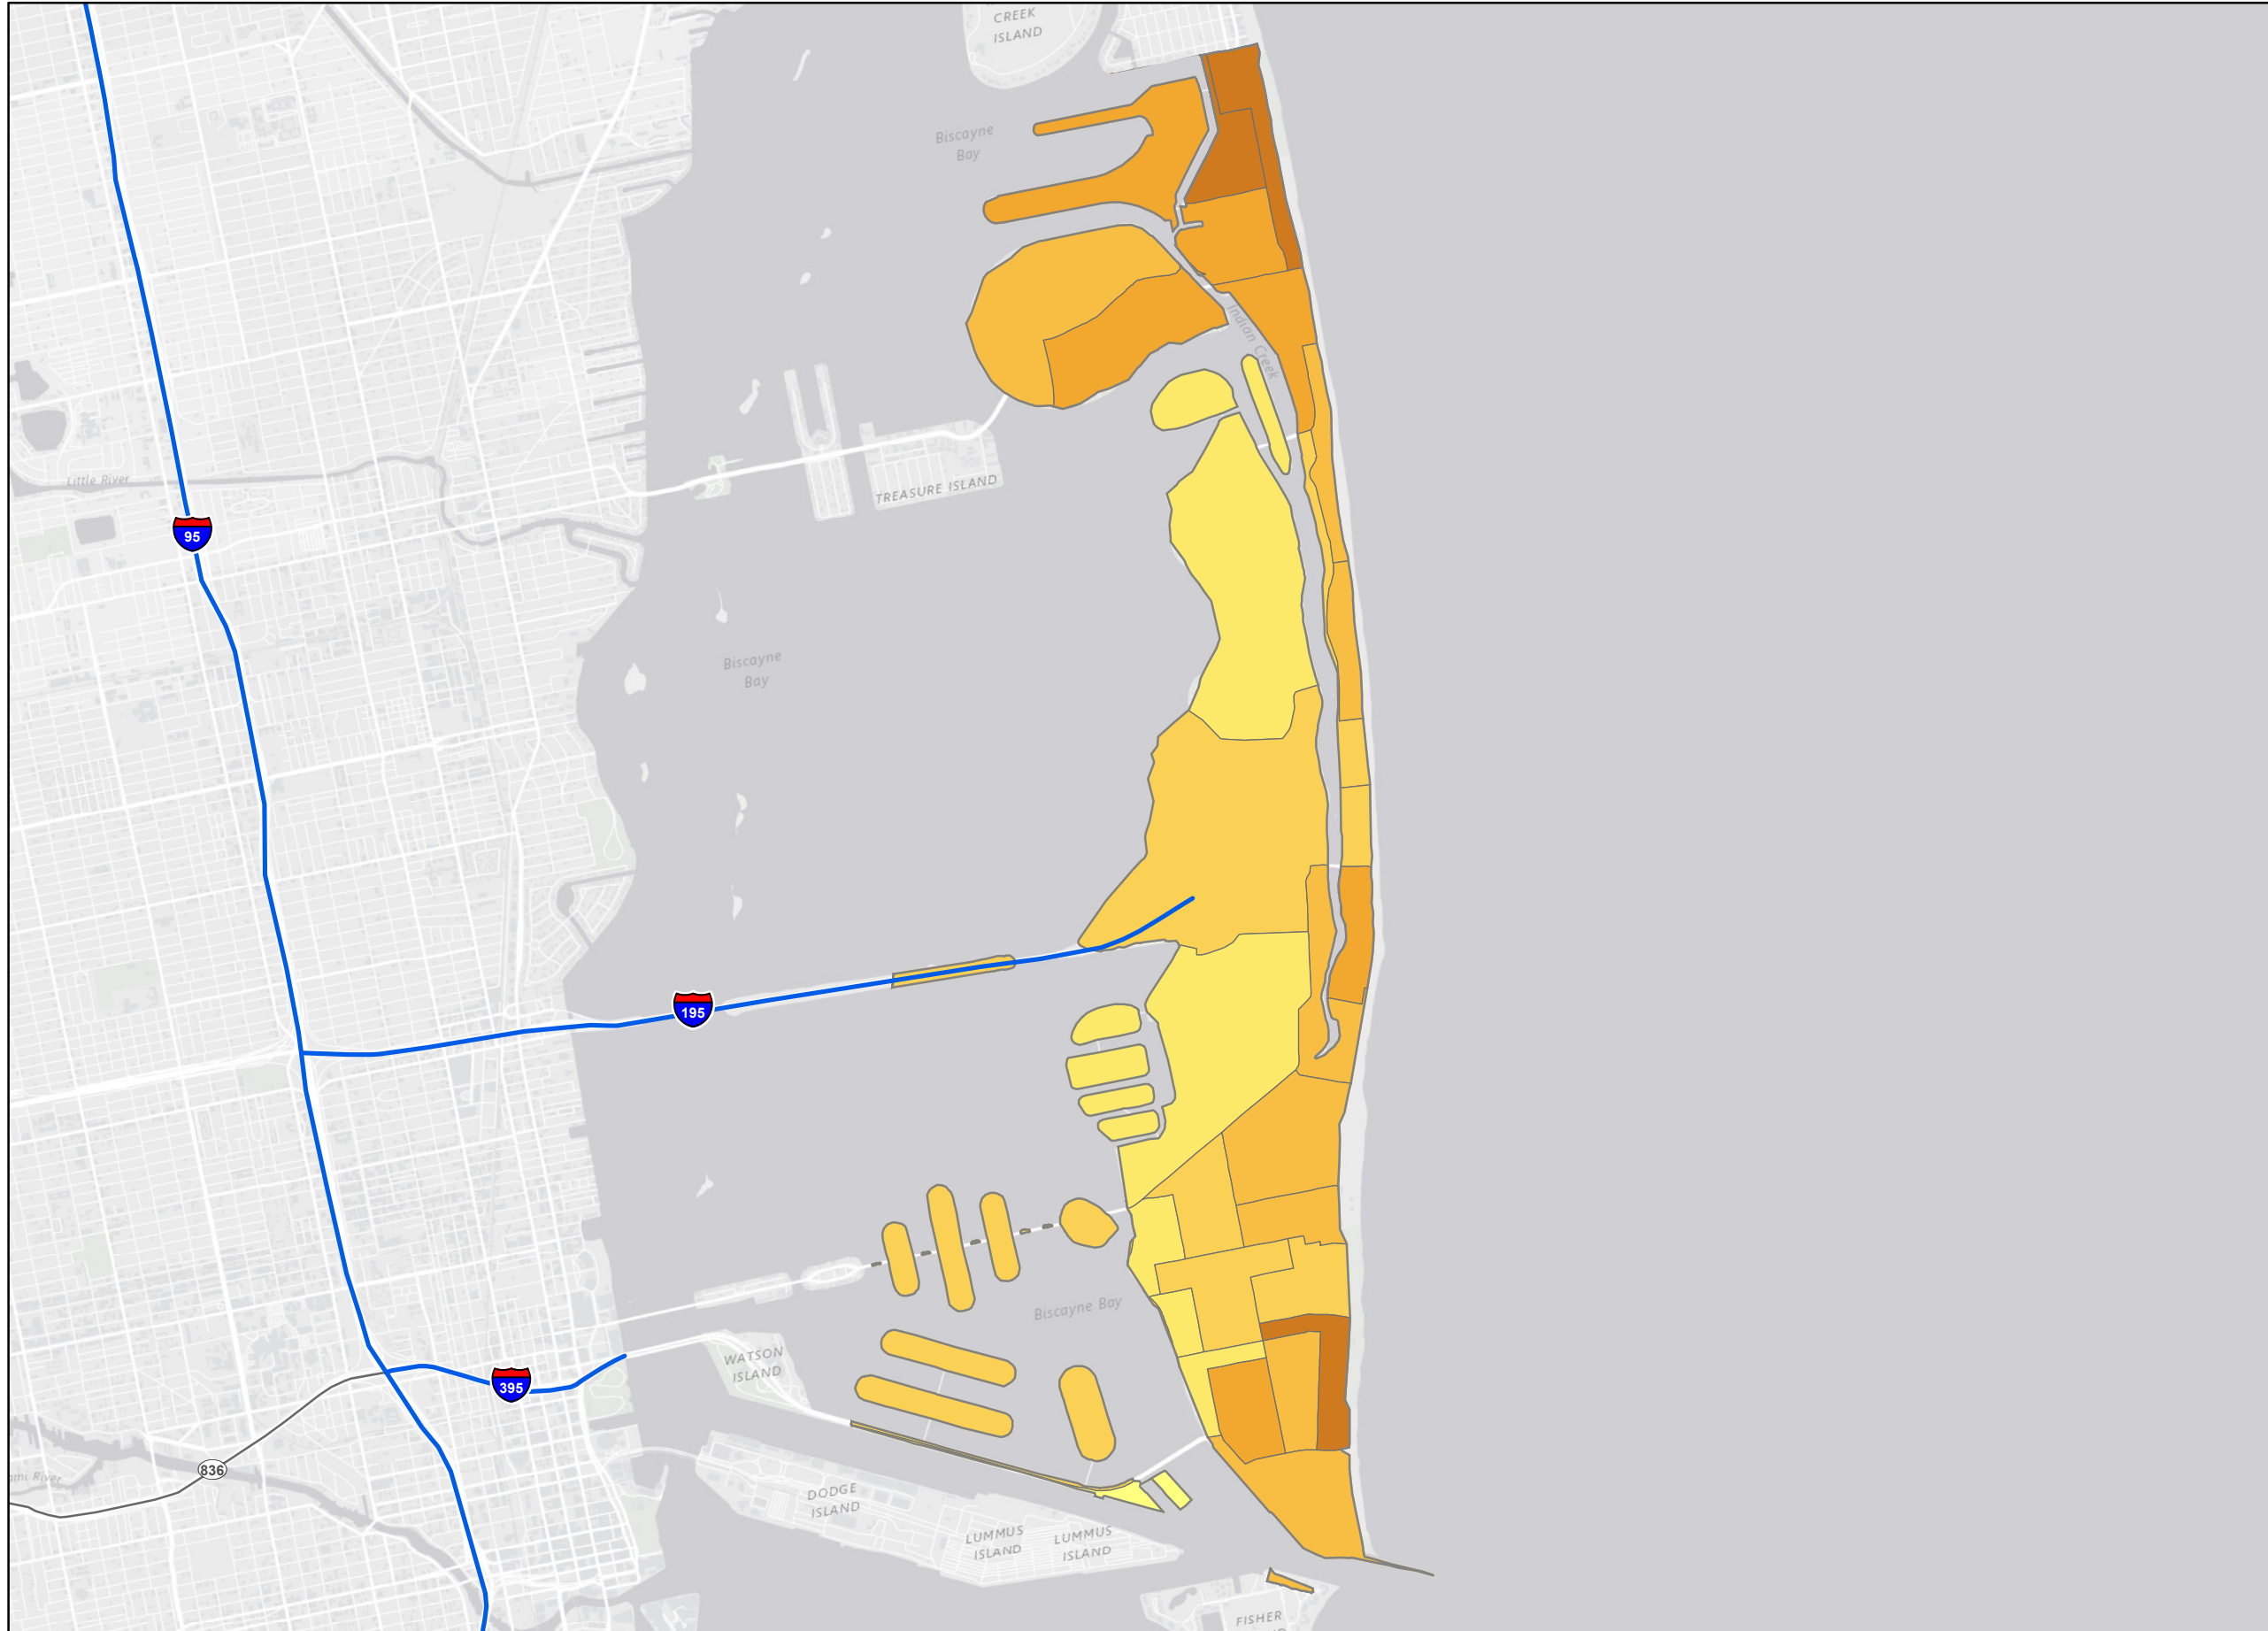 CREEK
ISLAND
Biscayne
Bay
Indian Creek
Little River
TREASURE ISLAND
95
Biscayne
Bay
195
Biscayne Bay
WATSON
ISLAND
395
836
River
DODGE
ISLAND
LUMMUS
ISLAND
LUMMUS
ISLAND
FISHER